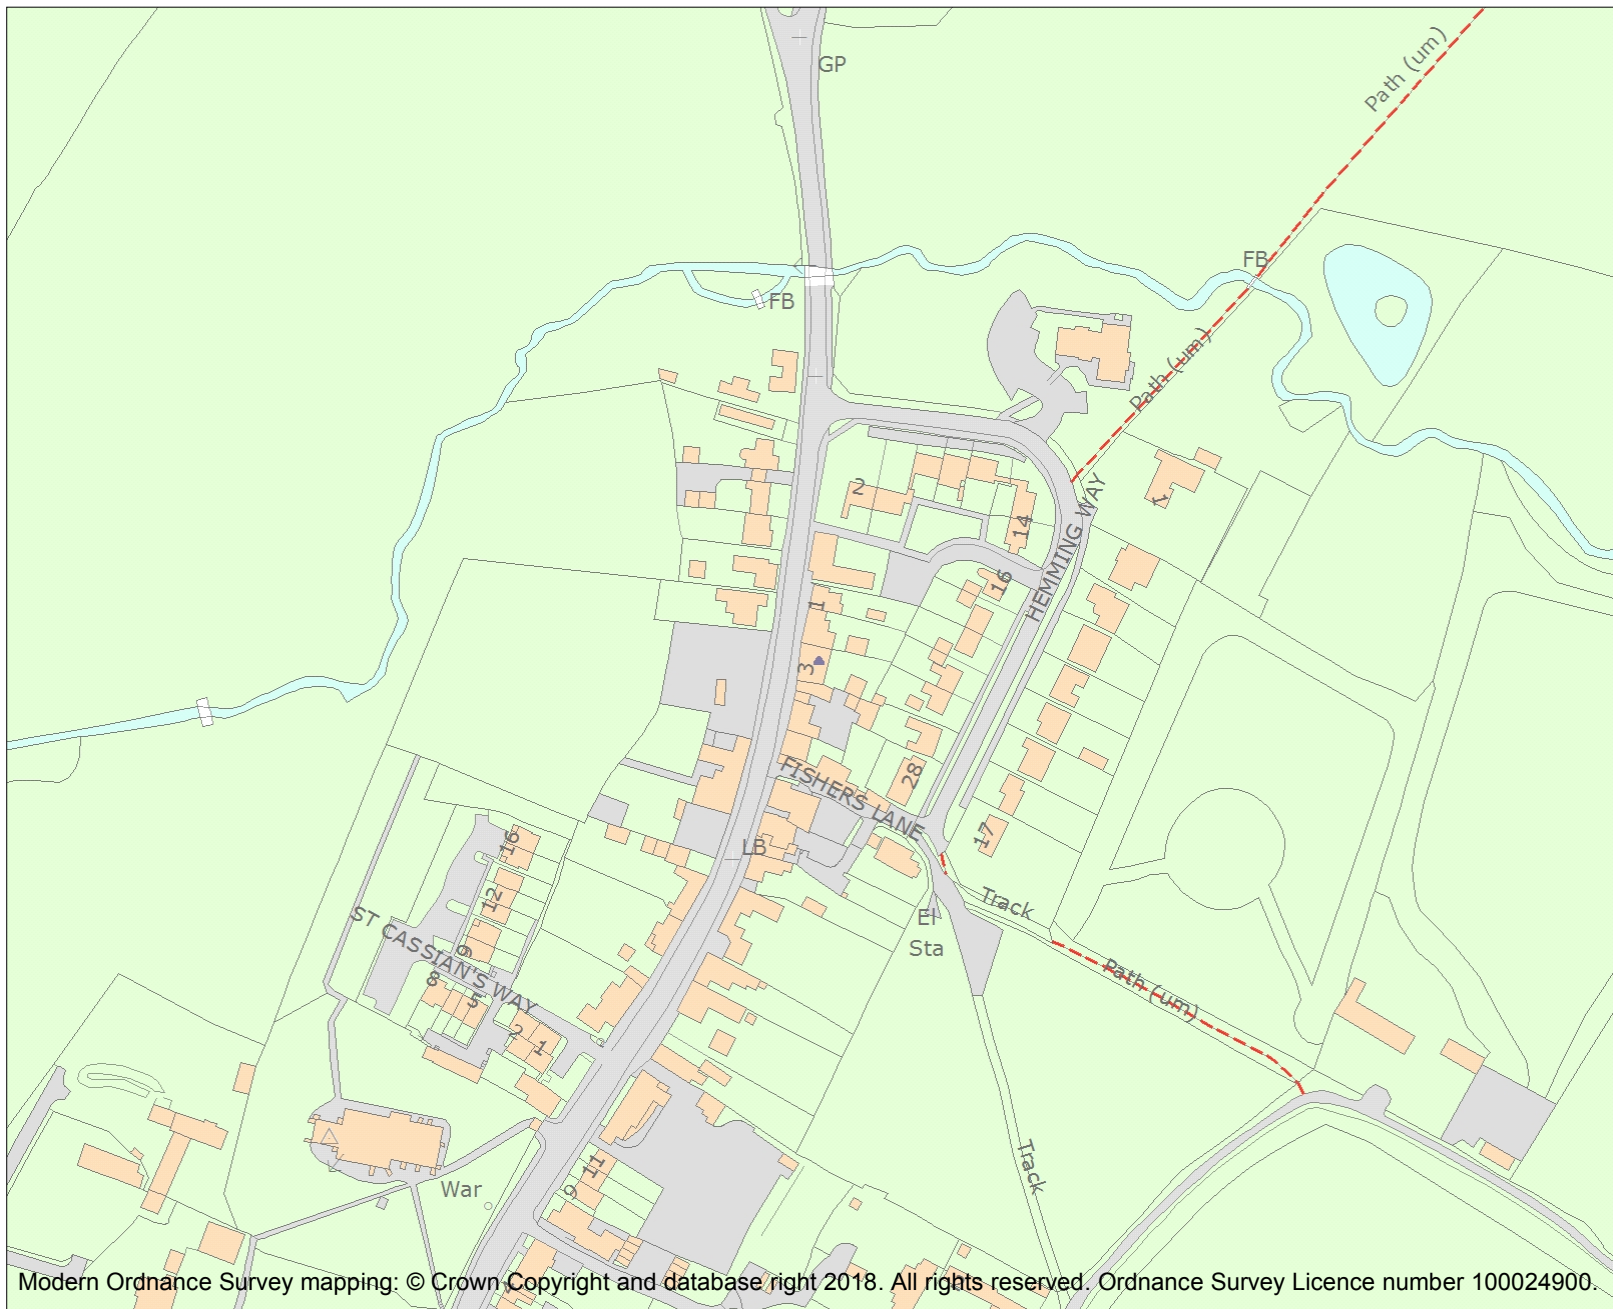 Path (um)
GP
FB
FB
Path (um)
1
2
14
HEMMING WAY
16
1
3
FISHERS LANE
28
17
LB
16
12
Track
ST CASSIAN'S WAY
El
Sta
9
8
5
Path (um)
2
1
Track
11
9
War
Modern Ordnance Survey mapping: © Crown Copyright and database right 2018. All rights reserved. Ordnance Survey Licence number 100024900.